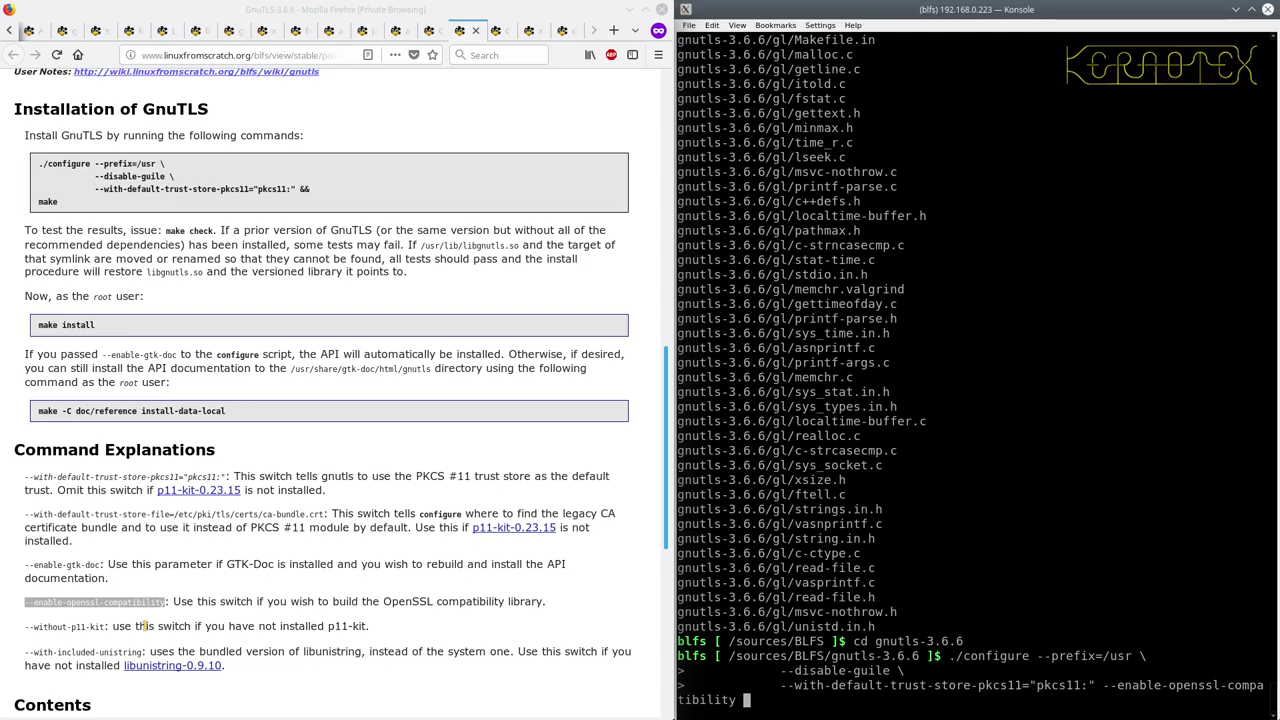 GnuTLS-3.6.6 - Mozilla Firefox (Private Browsing)
www.linuxfromscratch.org/blfs/view/stable/po
Search
User Notes: http://wiki.linuxfromscratch.org/blfs/wiki/gnutls
Installation of GnuTLS
Install GnuTLS by running the following commands:
./configure --prefix=/usr \
--disable-guile \
--with-default-trust-store-pkcs11="pkcs11:" &&
make
To test the results, issue: make check. If a prior version of GnuTLS (or the same version but without all of the
recommended dependencies) has been installed, some tests may fail. If /usr/lib/libgnutls.so and the target of
that symlink are moved or renamed so that they cannot be found, all tests should pass and the install
procedure will restore libgnutls.so and the versioned library it points to.
Now, as the root user:
make install
If you passed --enable-gtk-doc to the configure script, the API will automatically be installed. Otherwise, if desired,
you can still install the API documentation to the /usr/share/gtk-doc/html/gnutls directory using the following
command as the root user:
make -C doc/reference install-data-local
Command Explanations
--with-default-trust-store-pkcs11="pkcs11:": This switch tells gnutls to use the PKCS #11 trust store as the default
trust. Omit this switch if p11-kit-0.23.15 is not installed.
--with-default-trust-store-file=/etc/pki/tls/certs/ca-bundle.crt: This switch tells configure where to find the legacy CA
certificate bundle and to use it instead of PKCS #11 module by default. Use this if p11-kit-0.23.15 is not
installed.
--enable-gtk-doc: Use this parameter if GTK-Doc is installed and you wish to rebuild and install the API
documentation.
--enable-openssl-compatibility: Use this switch if you wish to build the OpenSSL compatibility library.
--without-p11-kit: use this switch if you have not installed p11-kit.
--with-included-unistring: uses the bundled version of libunistring, instead of the system one. Use this switch if you
have not installed libunistring-0.9.10.
Contents
(blfs) 192.168.0.223 — Konsole
File Edit View Bookmarks Settings Help
KERNOTEX
gnutls-3.6.6/gl/Makefile.in
gnutls-3.6.6/gl/malloc.c
gnutls-3.6.6/gl/getline.c
gnutls-3.6.6/gl/itold.c
gnutls-3.6.6/gl/fstat.c
gnutls-3.6.6/gl/gettext.h
gnutls-3.6.6/gl/minmax.h
gnutls-3.6.6/gl/time_r.c
gnutls-3.6.6/gl/lseek.c
gnutls-3.6.6/gl/msvc-nothrow.c
gnutls-3.6.6/gl/printf-parse.c
gnutls-3.6.6/gl/c++defs.h
gnutls-3.6.6/gl/localtime-buffer.h
gnutls-3.6.6/gl/pathmax.h
gnutls-3.6.6/gl/c-strncasecmp.c
gnutls-3.6.6/gl/stat-time.c
gnutls-3.6.6/gl/stdio.in.h
gnutls-3.6.6/gl/memchr.valgrind
gnutls-3.6.6/gl/gettimeofday.c
gnutls-3.6.6/gl/printf-parse.h
gnutls-3.6.6/gl/sys_time.in.h
gnutls-3.6.6/gl/asnprintf.c
gnutls-3.6.6/gl/printf-args.c
gnutls-3.6.6/gl/memchr.c
gnutls-3.6.6/gl/sys_stat.in.h
gnutls-3.6.6/gl/sys_types.in.h
gnutls-3.6.6/gl/localtime-buffer.c
gnutls-3.6.6/gl/realloc.c
gnutls-3.6.6/gl/c-strcasecmp.c
gnutls-3.6.6/gl/sys_socket.c
gnutls-3.6.6/gl/xsize.h
gnutls-3.6.6/gl/ftell.c
gnutls-3.6.6/gl/strings.in.h
gnutls-3.6.6/gl/vasnprintf.c
gnutls-3.6.6/gl/string.in.h
gnutls-3.6.6/gl/c-ctype.c
gnutls-3.6.6/gl/read-file.c
gnutls-3.6.6/gl/vasprintf.c
gnutls-3.6.6/gl/read-file.h
gnutls-3.6.6/gl/msvc-nothrow.h
gnutls-3.6.6/gl/unistd.in.h
blfs [ /sources/BLFS ]$ cd gnutls-3.6.6
blfs [ /sources/BLFS/gnutls-3.6.6 ]$ ./configure --prefix=/usr \
> --disable-guile \
> --with-default-trust-store-pkcs11="pkcs11:" --enable-openssl-compa
tibility